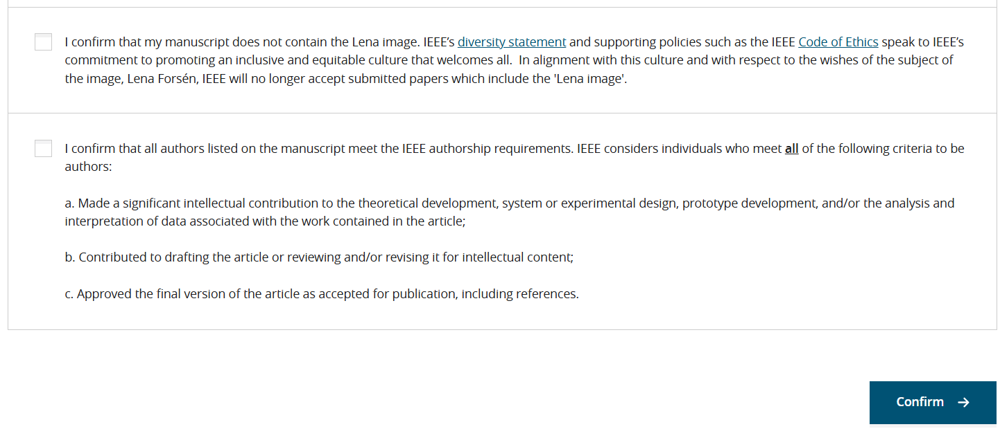 I confirm that my manuscript does not contain the Lena image. IEEE’s diversity statement and supporting policies such as the IEEE Code of Ethics speak to IEEE’s
commitment to promoting an inclusive and equitable culture that welcomes all.  In alignment with this culture and with respect to the wishes of the subject of
the image, Lena Forsén, IEEE will no longer accept submitted papers which include the 'Lena image'.
I confirm that all authors listed on the manuscript meet the IEEE authorship requirements. IEEE considers individuals who meet all of the following criteria to be
authors:
a. Made a significant intellectual contribution to the theoretical development, system or experimental design, prototype development, and/or the analysis and
interpretation of data associated with the work contained in the article;
b. Contributed to drafting the article or reviewing and/or revising it for intellectual content;
c. Approved the final version of the article as accepted for publication, including references.
Confirm →